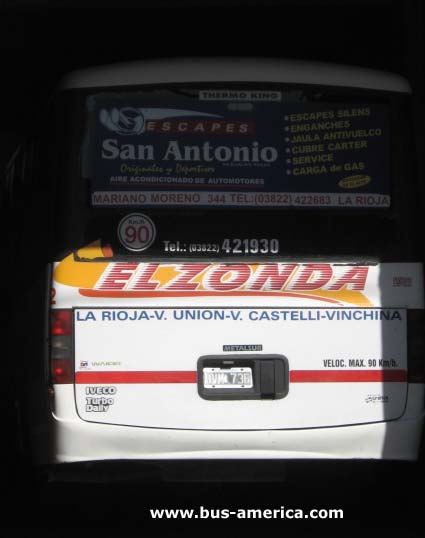 THERMO KING
ESCAPES
San Antonio
Originales y Deportivos
AIRE ACONDICIONADO DE AUTOMOTORES
• ESCAPES SILENS
• ENGANCHES
• JAULA ANTIVUELCO
• CUBRE CARTER
• SERVICE
• CARGA de GAS
MARIANO MORENO 344 TEL:(03822) 422683 LA RIOJA
90
Tel.: (03822) 421930
EL ZONDA
LA RIOJA-V. UNION-V. CASTELLI-VINCHINA
METALSUR
VELOC. MAX. 90 Km/h.
IVECO
Turbo
Daily
www.bus-america.com